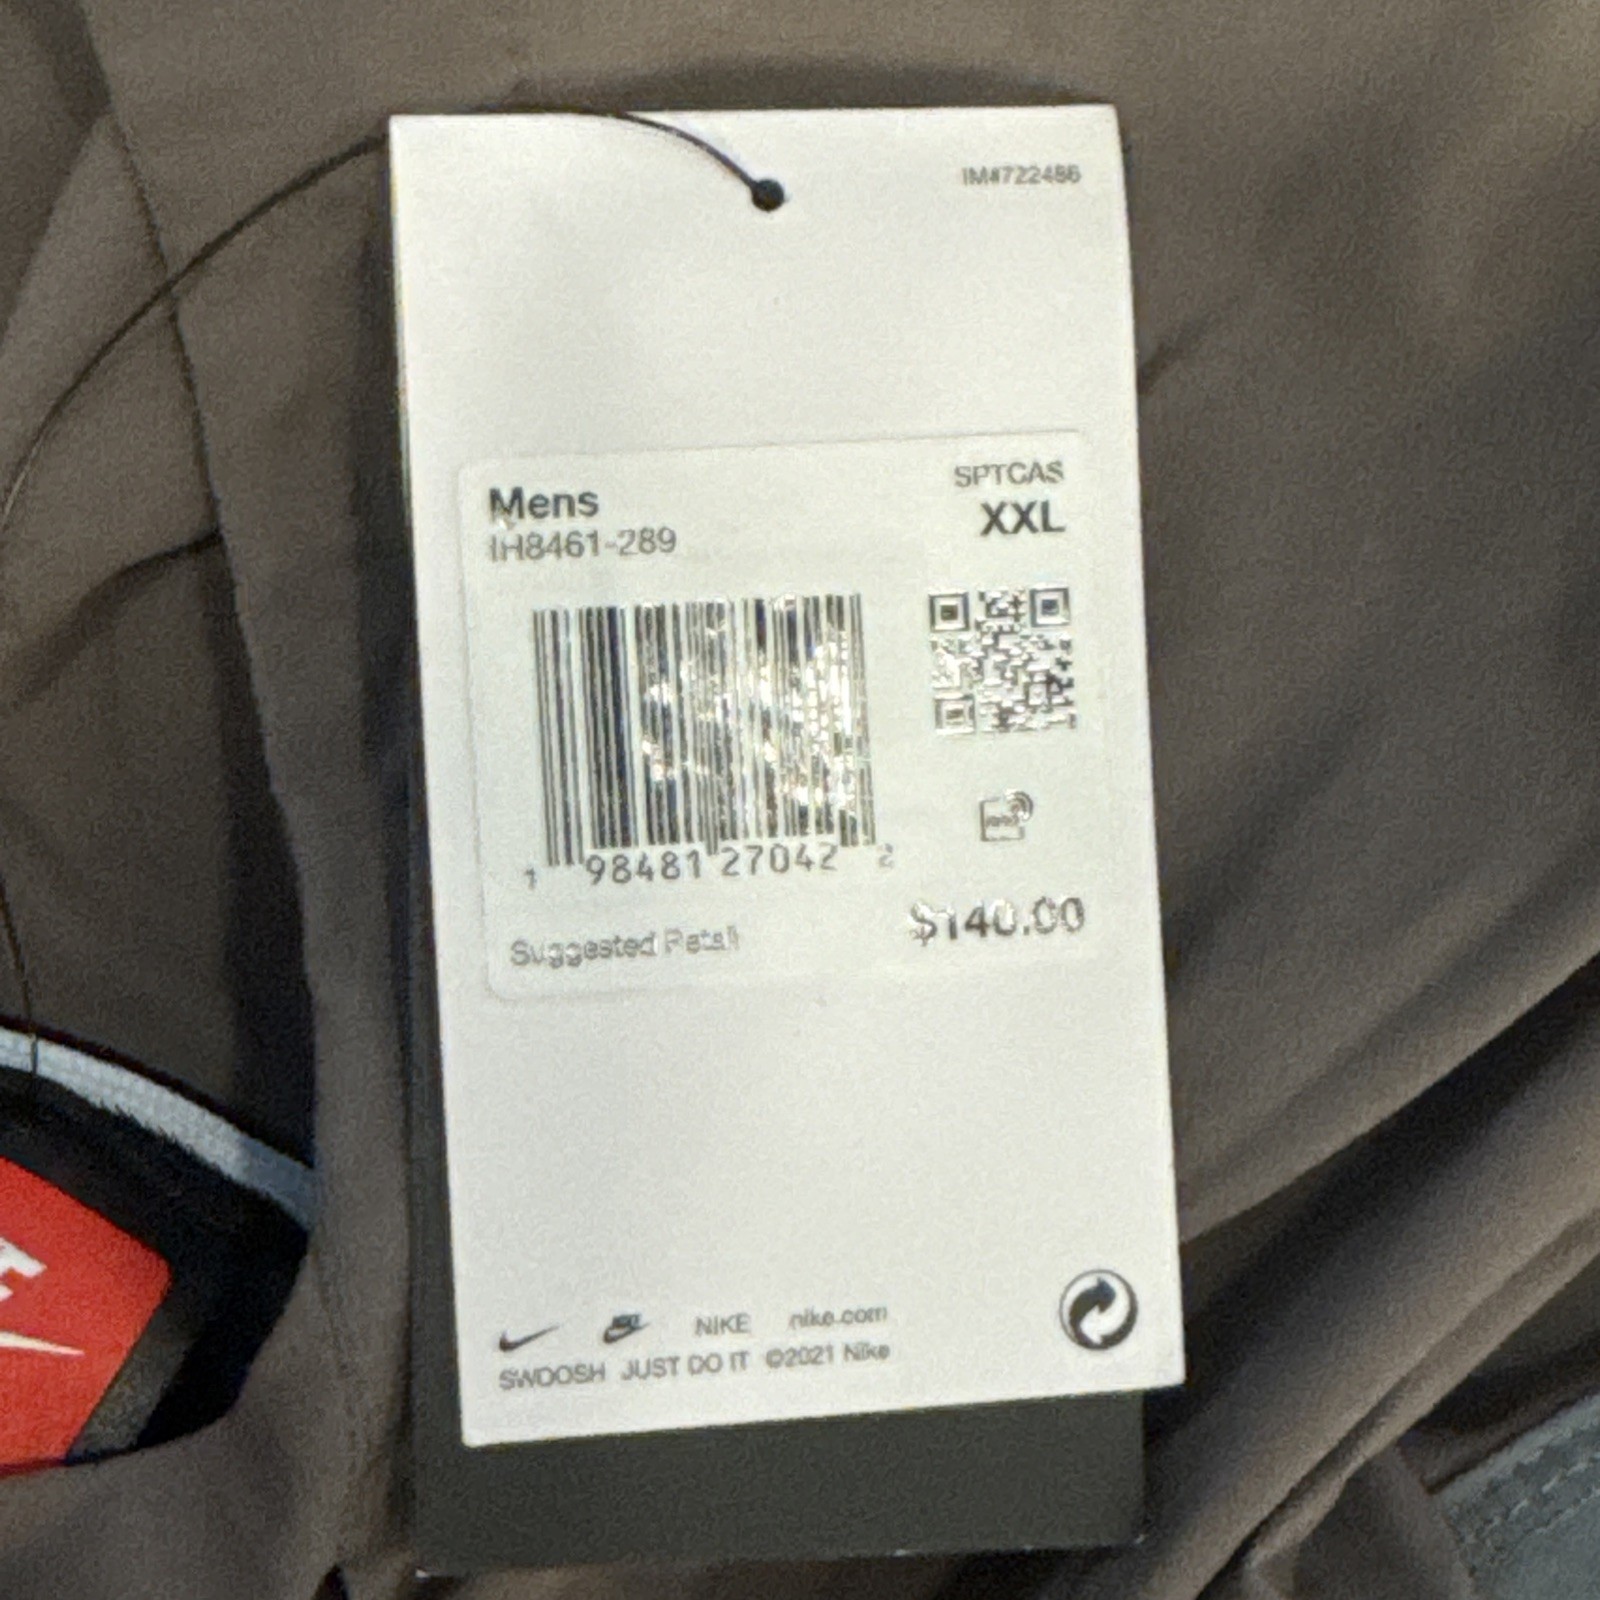 IM#722486
Mens
SPTCAS
IH8461-289
XXL
1 98481 27042 2
Suggested Retail
$140.00
NIKE nike.com
SWOOSH JUST DO IT ©2021 Nike